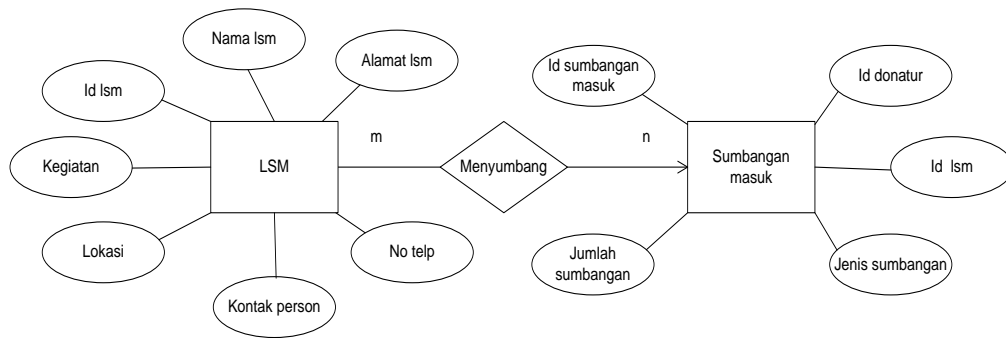 Nama lsm
Alamat lsm
Id lsm
Kegiatan
LSM
Lokasi
Kontak person
No telp
m
Menyumbang
n
Id sumbangan
masuk
Id donatur
Sumbangan
masuk
Id lsm
Jumlah
sumbangan
Jenis sumbangan